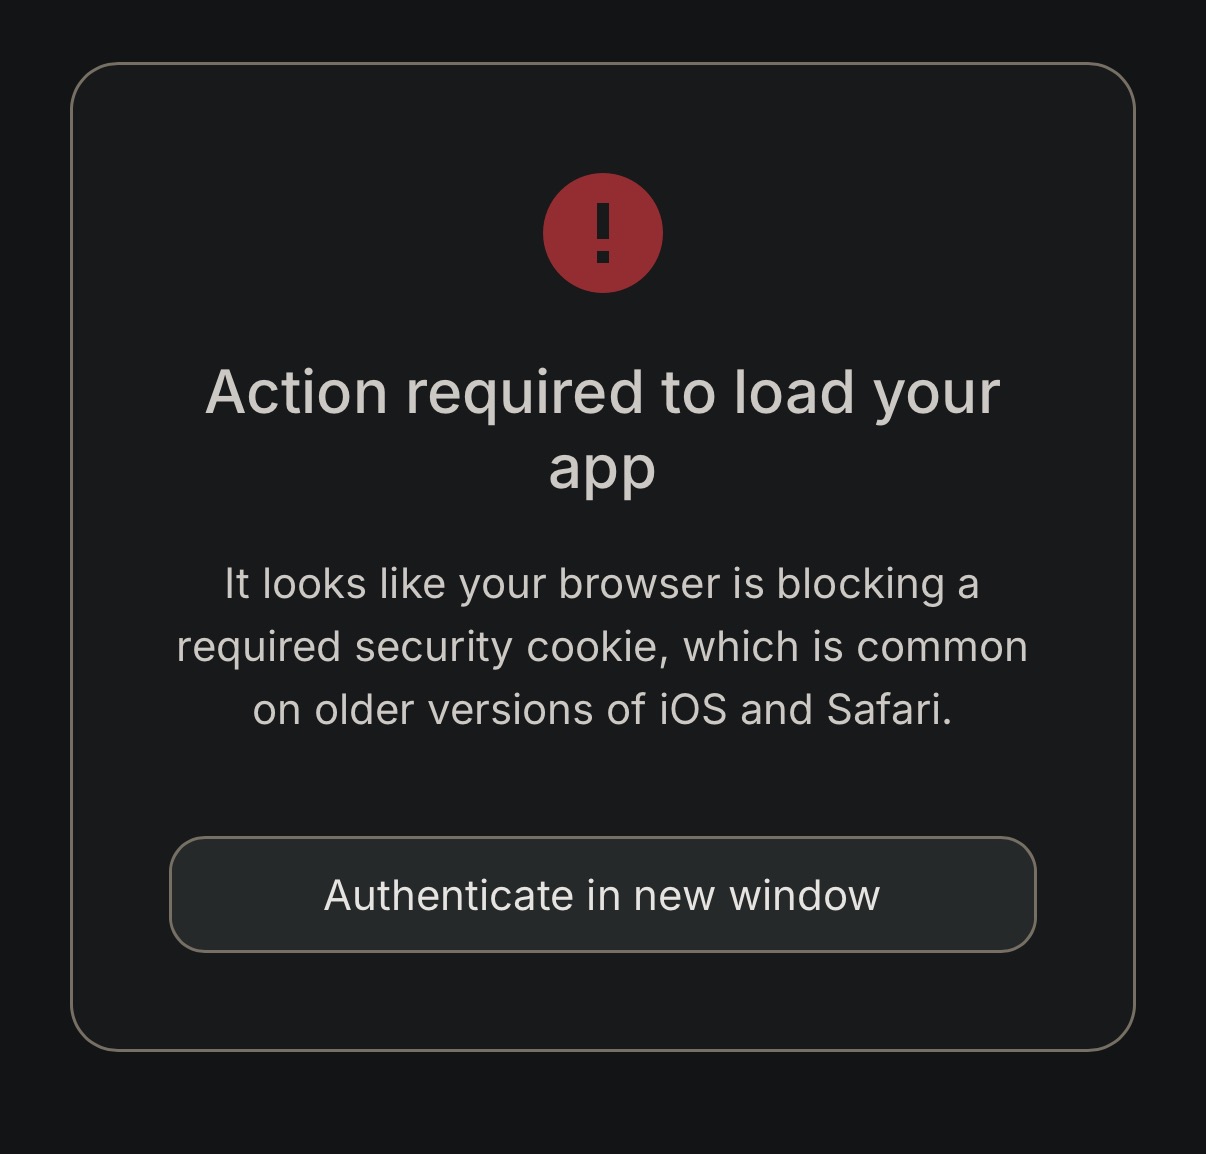 Action required to load your
app
It looks like your browser is blocking a
required security cookie, which is common
on older versions of iOS and Safari.
Authenticate in new window